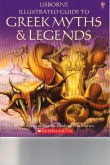 USBORNE
ILLUSTRATED GUIDE TO
GREEK MYTHS
& LEGENDS
SCHOLASTIC